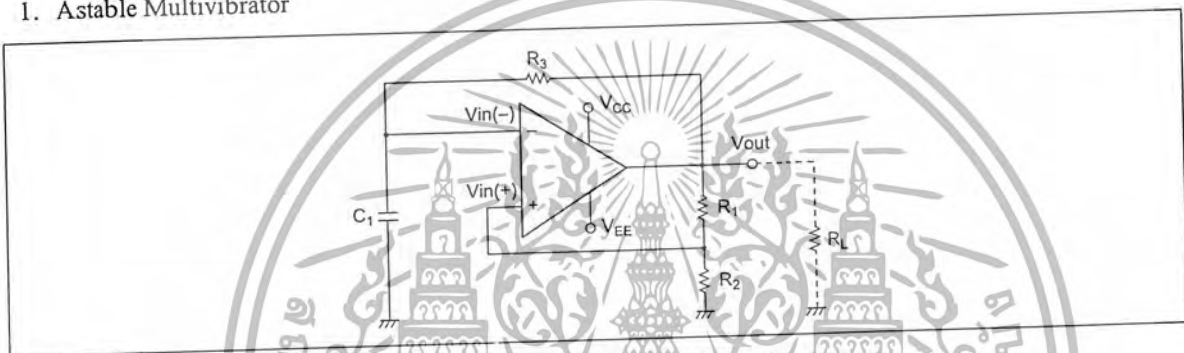 1. Astable Multivibrator
R3
Vin(−)
VCC
−
Vout
Vin(+)
+
R1
C1
VEE
RL
R2